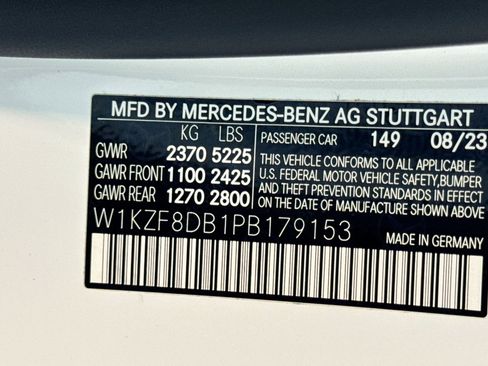 MFD BY MERCEDES-BENZ AG STUTTGART
KG LBS PASSENGER CAR 149 08/23
GVWR 2370 5225 THIS VEHICLE CONFORMS TO ALL APPLICABLE
GAWR FRONT 1100 2425 U.S. FEDERAL MOTOR VEHICLE SAFETY,BUMPER
GAWR REAR 1270 2800 AND THEFT PREVENTION STANDARDS IN EFFECT
ON THE DATE OF MANUFACTURE SHOWN ABOVE
W1KZF8DB1PB179153 MADE IN GERMANY